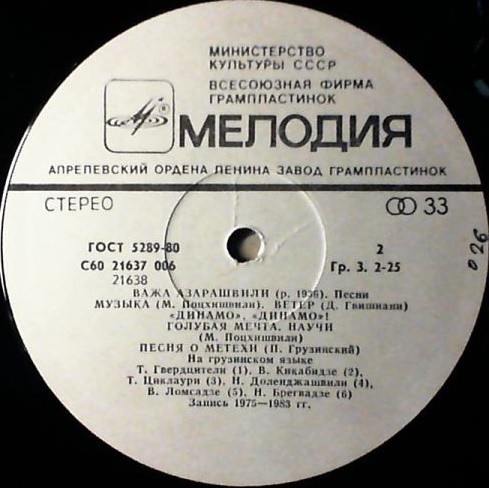 МИНИСТЕРСТВО
КУЛЬТУРЫ СССР
ВСЕСОЮЗНАЯ ФИРМА
ГРАМПЛАСТИНОК
МЕЛОДИЯ
АПРЕЛЕВСКИЙ ОРДЕНА ЛЕНИНА ЗАВОД ГРАМПЛАСТИНОК
СТЕРЕО 33
ГОСТ 5289-80 2
С60 21637 006 Гр. 3. 2-25
21638
ВАЖА АЗАРАШВИЛИ (р. 1936). Песни
МУЗЫКА (М. Поцхишвили). ВЕТЕР (Д. Гвишиани)
«ДИНАМО», «ДИНАМО»!
ГОЛУБАЯ МЕЧТА. НАУЧИ
(М. Поцхишвили)
ПЕСНЯ О МЕТЕХИ (П. Грузинский)
На грузинском языке
Т. Гвердцители (1). В. Кикабидзе (2),
Т. Циклаури (3). Н. Доленджашвили (4),
В. Ломсадзе (5). Н. Брегвадзе (6)
Запись 1975—1983 гг.
026